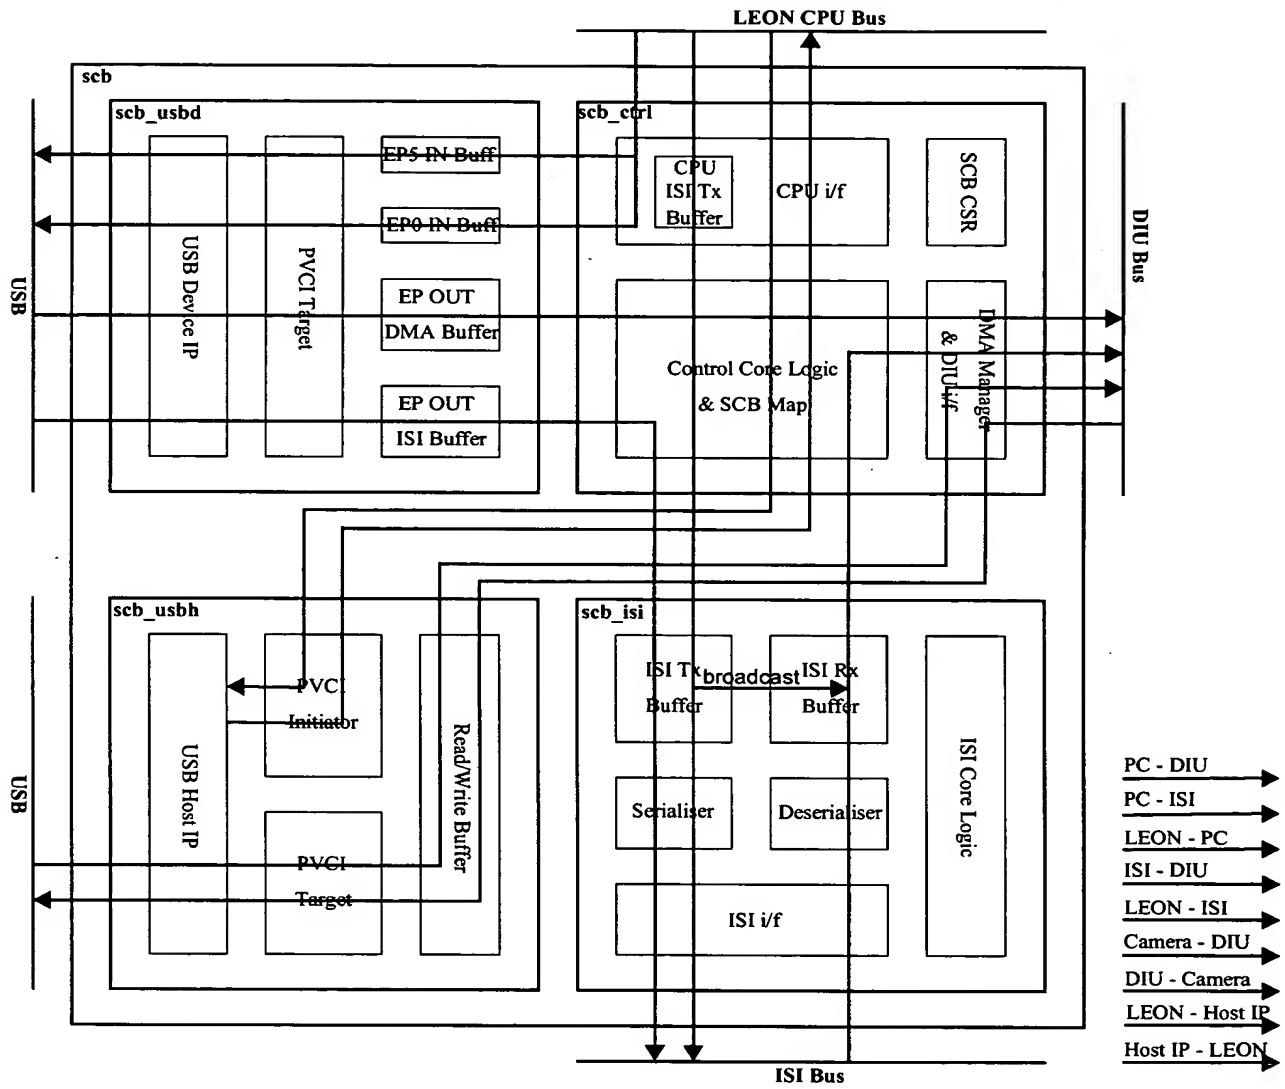 LEON CPU Bus
scb
scb_usbd
scb_ctrl
EP5 IN Buff
EP0 IN Buff
EP OUT
DMA Buffer
EP OUT
ISI Buffer
USB Device IP
PVCI Target
USB
CPU
ISI Tx
Buffer
CPU i/f
SCB CSR
Control Core Logic
& SCB Map
DMA Manager
& DIU i/f
DIU Bus
scb_usbh
USB Host IP
PVCI
Initiator
PVCI
Target
Read/Write Buffer
USB
scb_isi
ISI Tx
Buffer
broadcast
ISI Rx
Buffer
Serialiser
Deserialiser
ISI i/f
ISI Core Logic
PC - DIU
PC - ISI
LEON - PC
ISI - DIU
LEON - ISI
Camera - DIU
DIU - Camera
LEON - Host IP
Host IP - LEON
ISI Bus